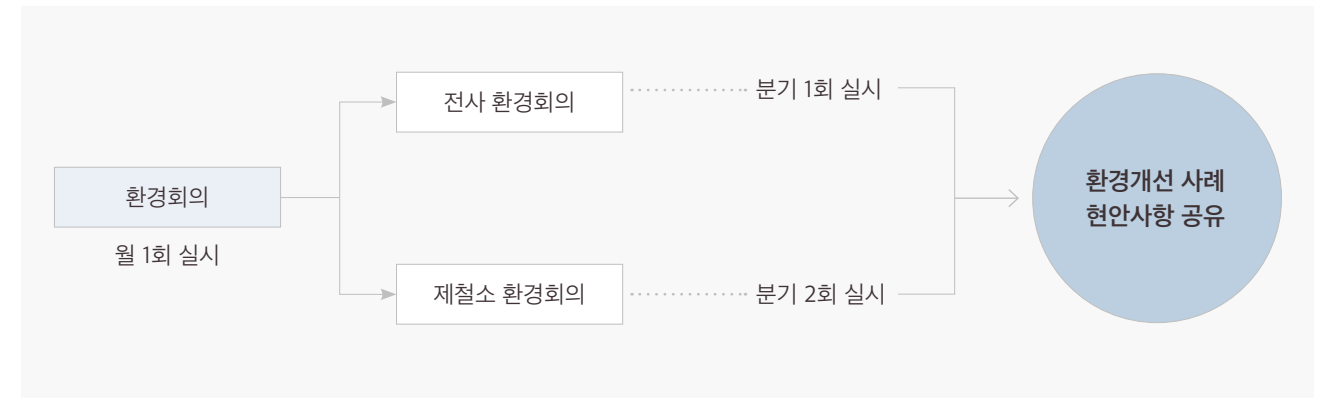 환경회의
월 1회 실시
전사 환경회의
분기 1회 실시
제철소 환경회의
분기 2회 실시
환경개선 사례
현안사항 공유